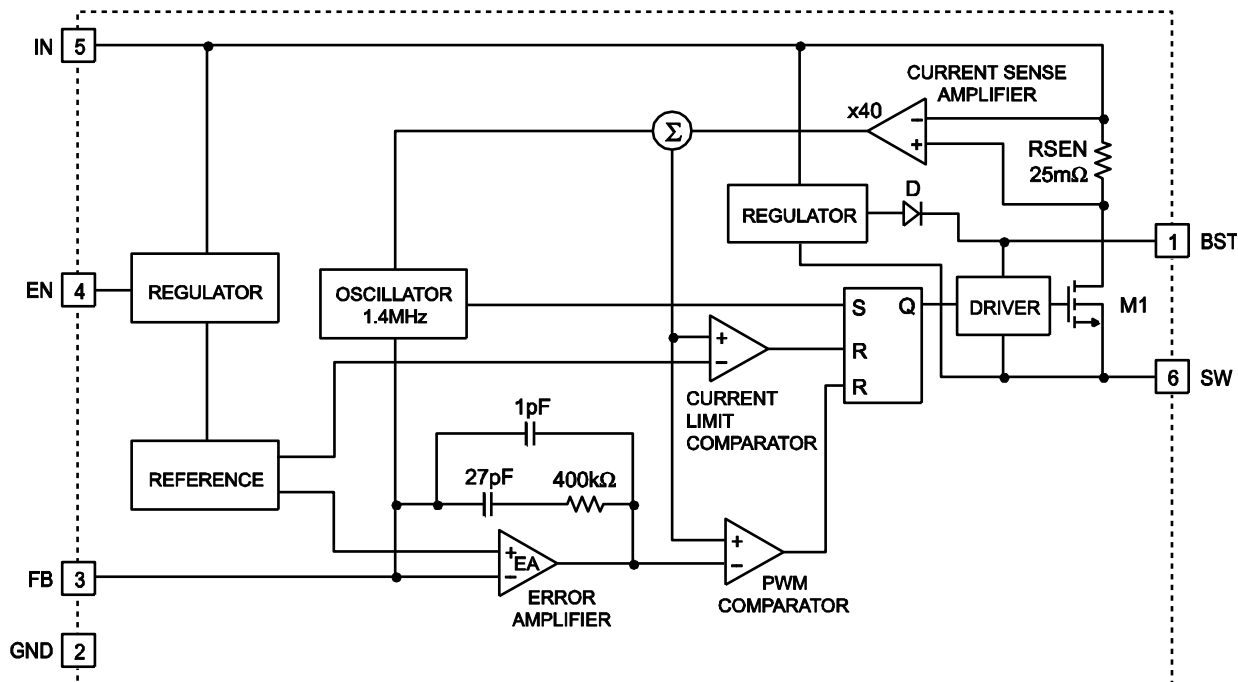 IN 5
CURRENT SENSE
AMPLIFIER
x40
Σ
−
+
RSEN
25mΩ
D
REGULATOR
1 BST
EN 4
REGULATOR
OSCILLATOR
1.4MHz
S Q
R
R
DRIVER
M1
+
−
CURRENT
LIMIT
COMPARATOR
6 SW
1pF
REFERENCE
27pF
400kΩ
+
EA
−
ERROR
AMPLIFIER
+
−
PWM
COMPARATOR
FB 3
GND 2